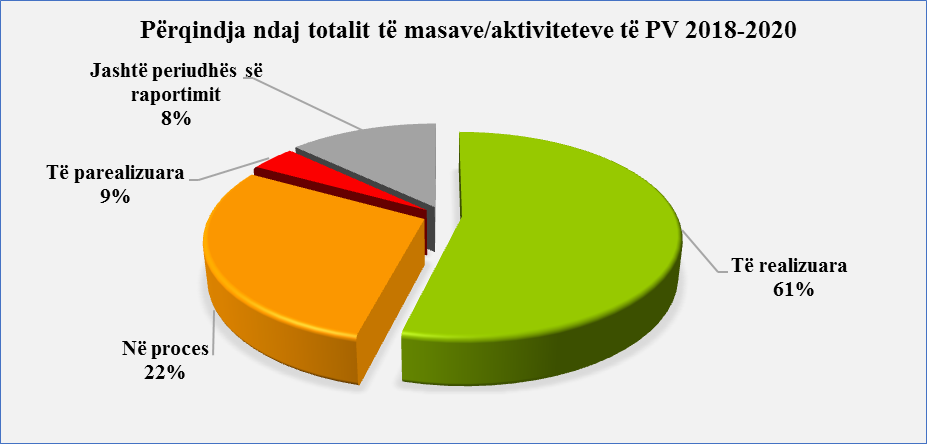 Përqindja ndaj totalit të masave/aktiviteteve të PV 2018-2020
Jashtë periudhës së
raportimit
8%
Të parealizuara
9%
Të realizuara
61%
Në proces
22%